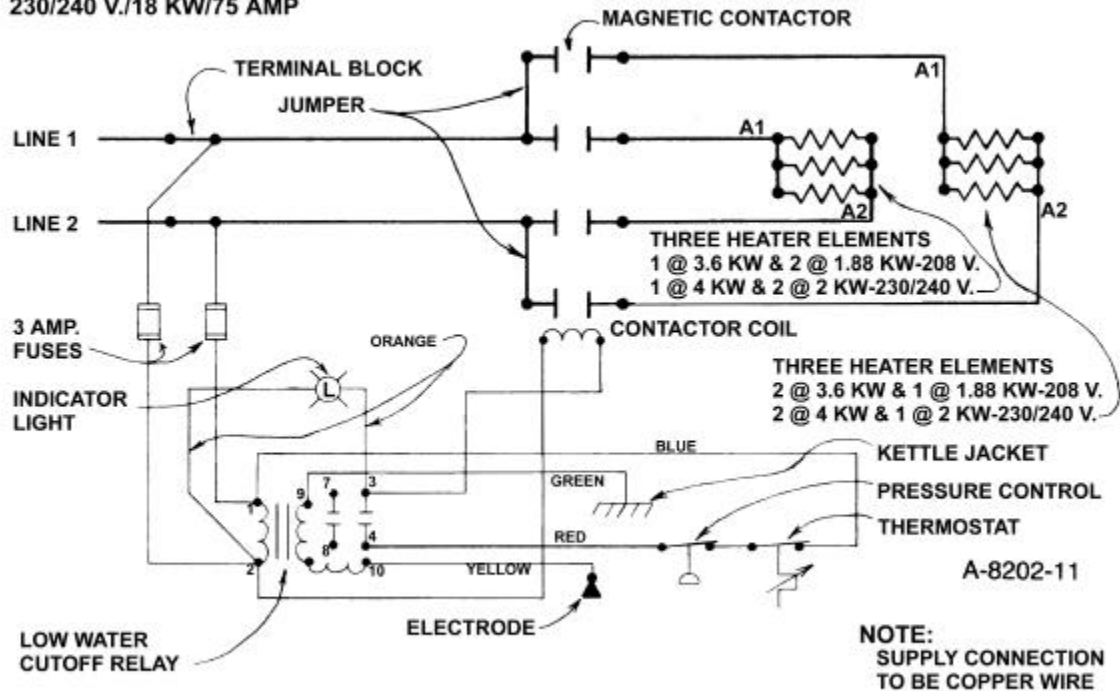 230/240 V./18 KW/75 AMP
MAGNETIC CONTACTOR
TERMINAL BLOCK
JUMPER
A1
LINE 1
A1
LINE 2
A2
A2
THREE HEATER ELEMENTS
1 @ 3.6 KW & 2 @ 1.88 KW-208 V.
1 @ 4 KW & 2 @ 2 KW-230/240 V.
3 AMP.
FUSES
ORANGE
CONTACTOR COIL
THREE HEATER ELEMENTS
2 @ 3.6 KW & 1 @ 1.88 KW-208 V.
2 @ 4 KW & 1 @ 2 KW-230/240 V.
INDICATOR
LIGHT
L
BLUE
KETTLE JACKET
GREEN
PRESSURE CONTROL
THERMOSTAT
1
9
7
3
RED
2
8
4
10
YELLOW
A-8202-11
ELECTRODE
LOW WATER
CUTOFF RELAY
NOTE:
SUPPLY CONNECTION
TO BE COPPER WIRE